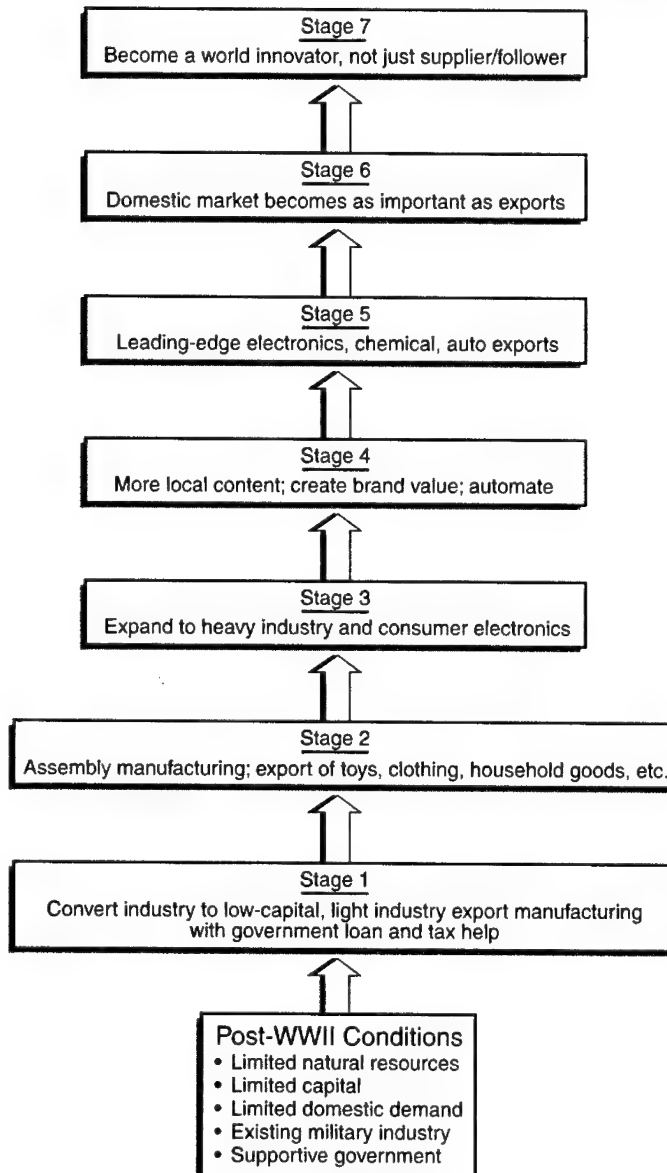 Stage 7
Become a world innovator, not just supplier/follower
Stage 6
Domestic market becomes as important as exports
Stage 5
Leading-edge electronics, chemical, auto exports
Stage 4
More local content; create brand value; automate
Stage 3
Expand to heavy industry and consumer electronics
Stage 2
Assembly manufacturing; export of toys, clothing, household goods, etc.
Stage 1
Convert industry to low-capital, light industry export manufacturing
with government loan and tax help
Post-WWII Conditions
• Limited natural resources
• Limited capital
• Limited domestic demand
• Existing military industry
• Supportive government